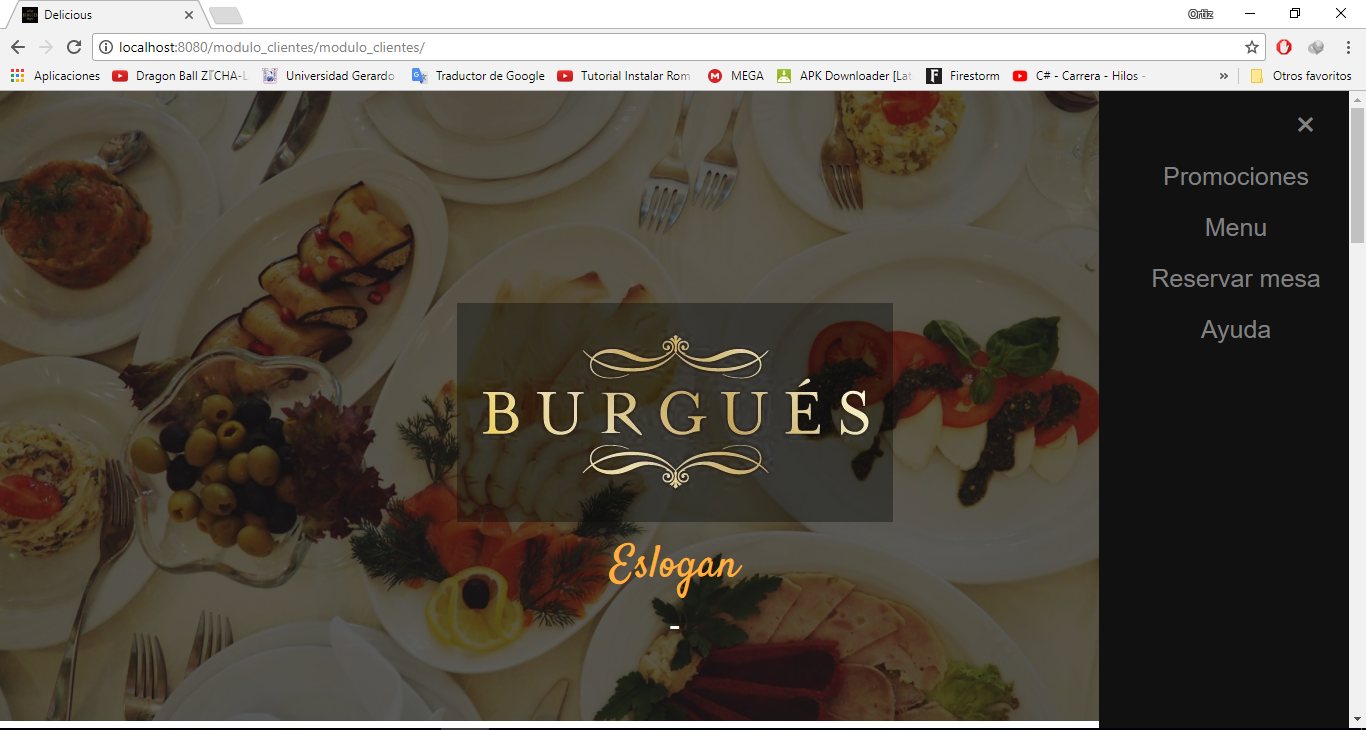 Delicious
Ortiz
localhost:8080/modulo_clientes/modulo_clientes/
Aplicaciones
Dragon Ball Z『CHA-L
Universidad Gerardo
Traductor de Google
Tutorial Instalar Rom
MEGA
APK Downloader [Lat
Firestorm
C# - Carrera - Hilos -
»
Otros favoritos
×
Promociones
Menu
Reservar mesa
Ayuda
BURGUÉS
Eslogan
-